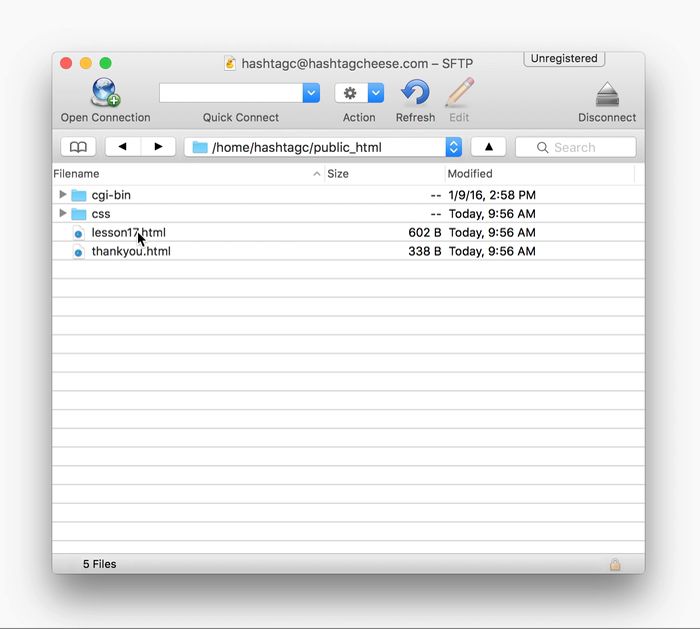 hashtagc@hashtagcheese.com – SFTP
Unregistered
Open Connection
Quick Connect
Action
Refresh
Edit
Disconnect
/home/hashtagc/public_html
Search
Filename Size Modified
cgi-bin -- 1/9/16, 2:58 PM
css -- Today, 9:56 AM
lesson17.html 602 B Today, 9:56 AM
thankyou.html 338 B Today, 9:56 AM
5 Files